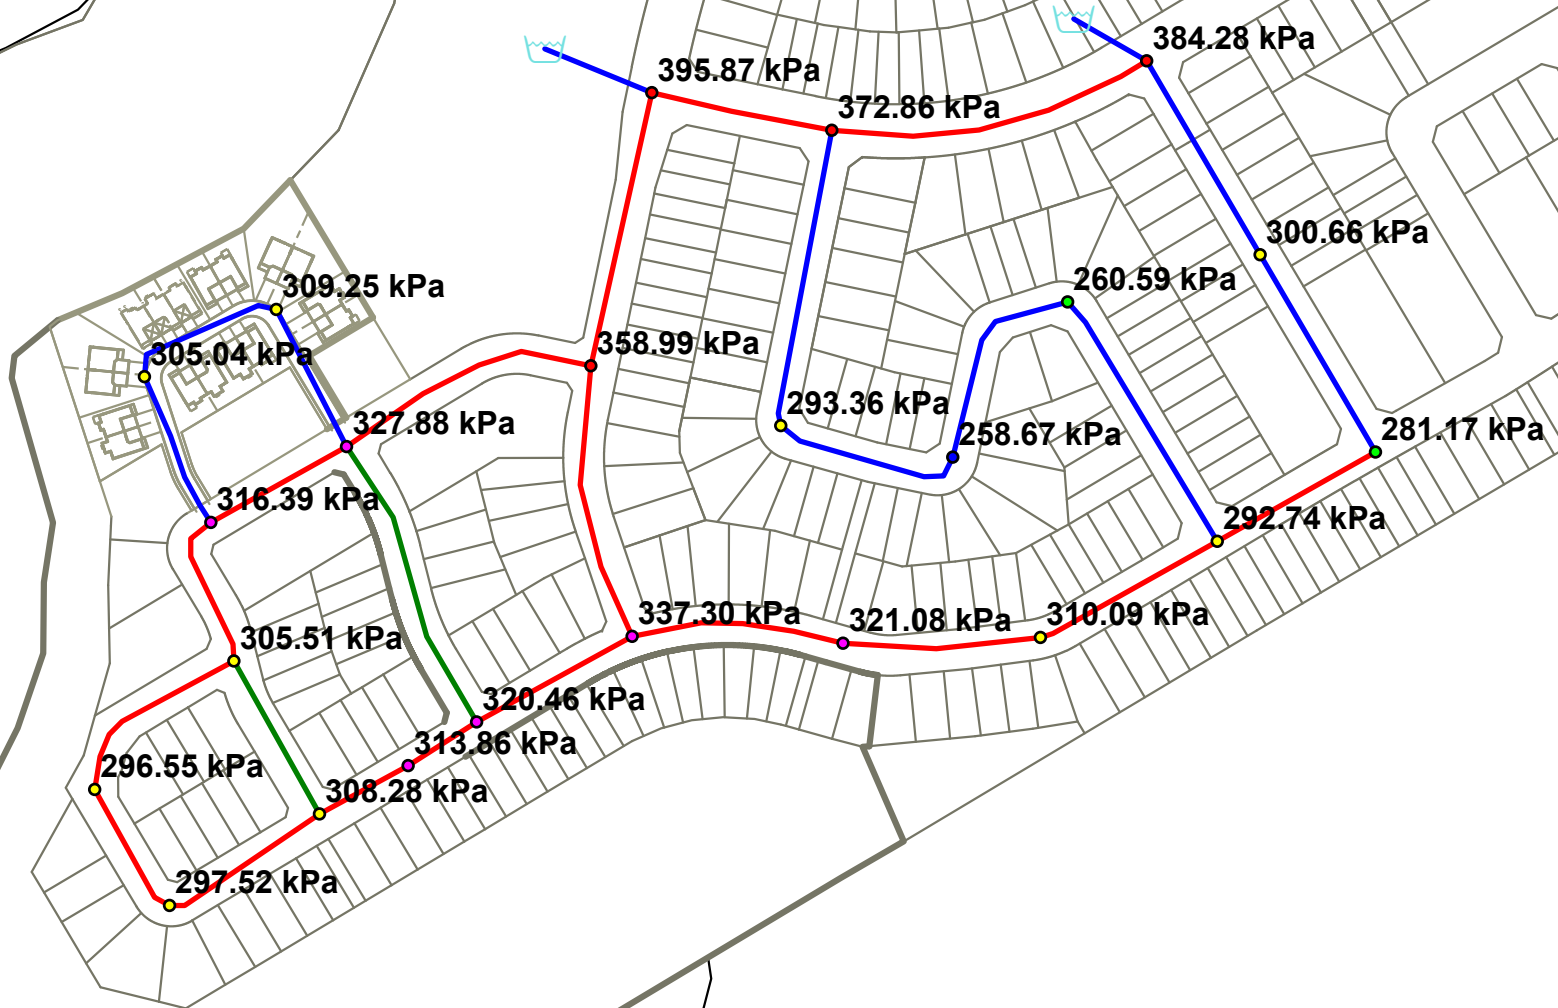 384.28 kPa
395.87 kPa
372.86 kPa
300.66 kPa
260.59 kPa
309.25 kPa
358.99 kPa
305.04 kPa
293.36 kPa
327.88 kPa
258.67 kPa
281.17 kPa
316.39 kPa
292.74 kPa
337.30 kPa
310.09 kPa
321.08 kPa
305.51 kPa
320.46 kPa
313.86 kPa
296.55 kPa
308.28 kPa
297.52 kPa